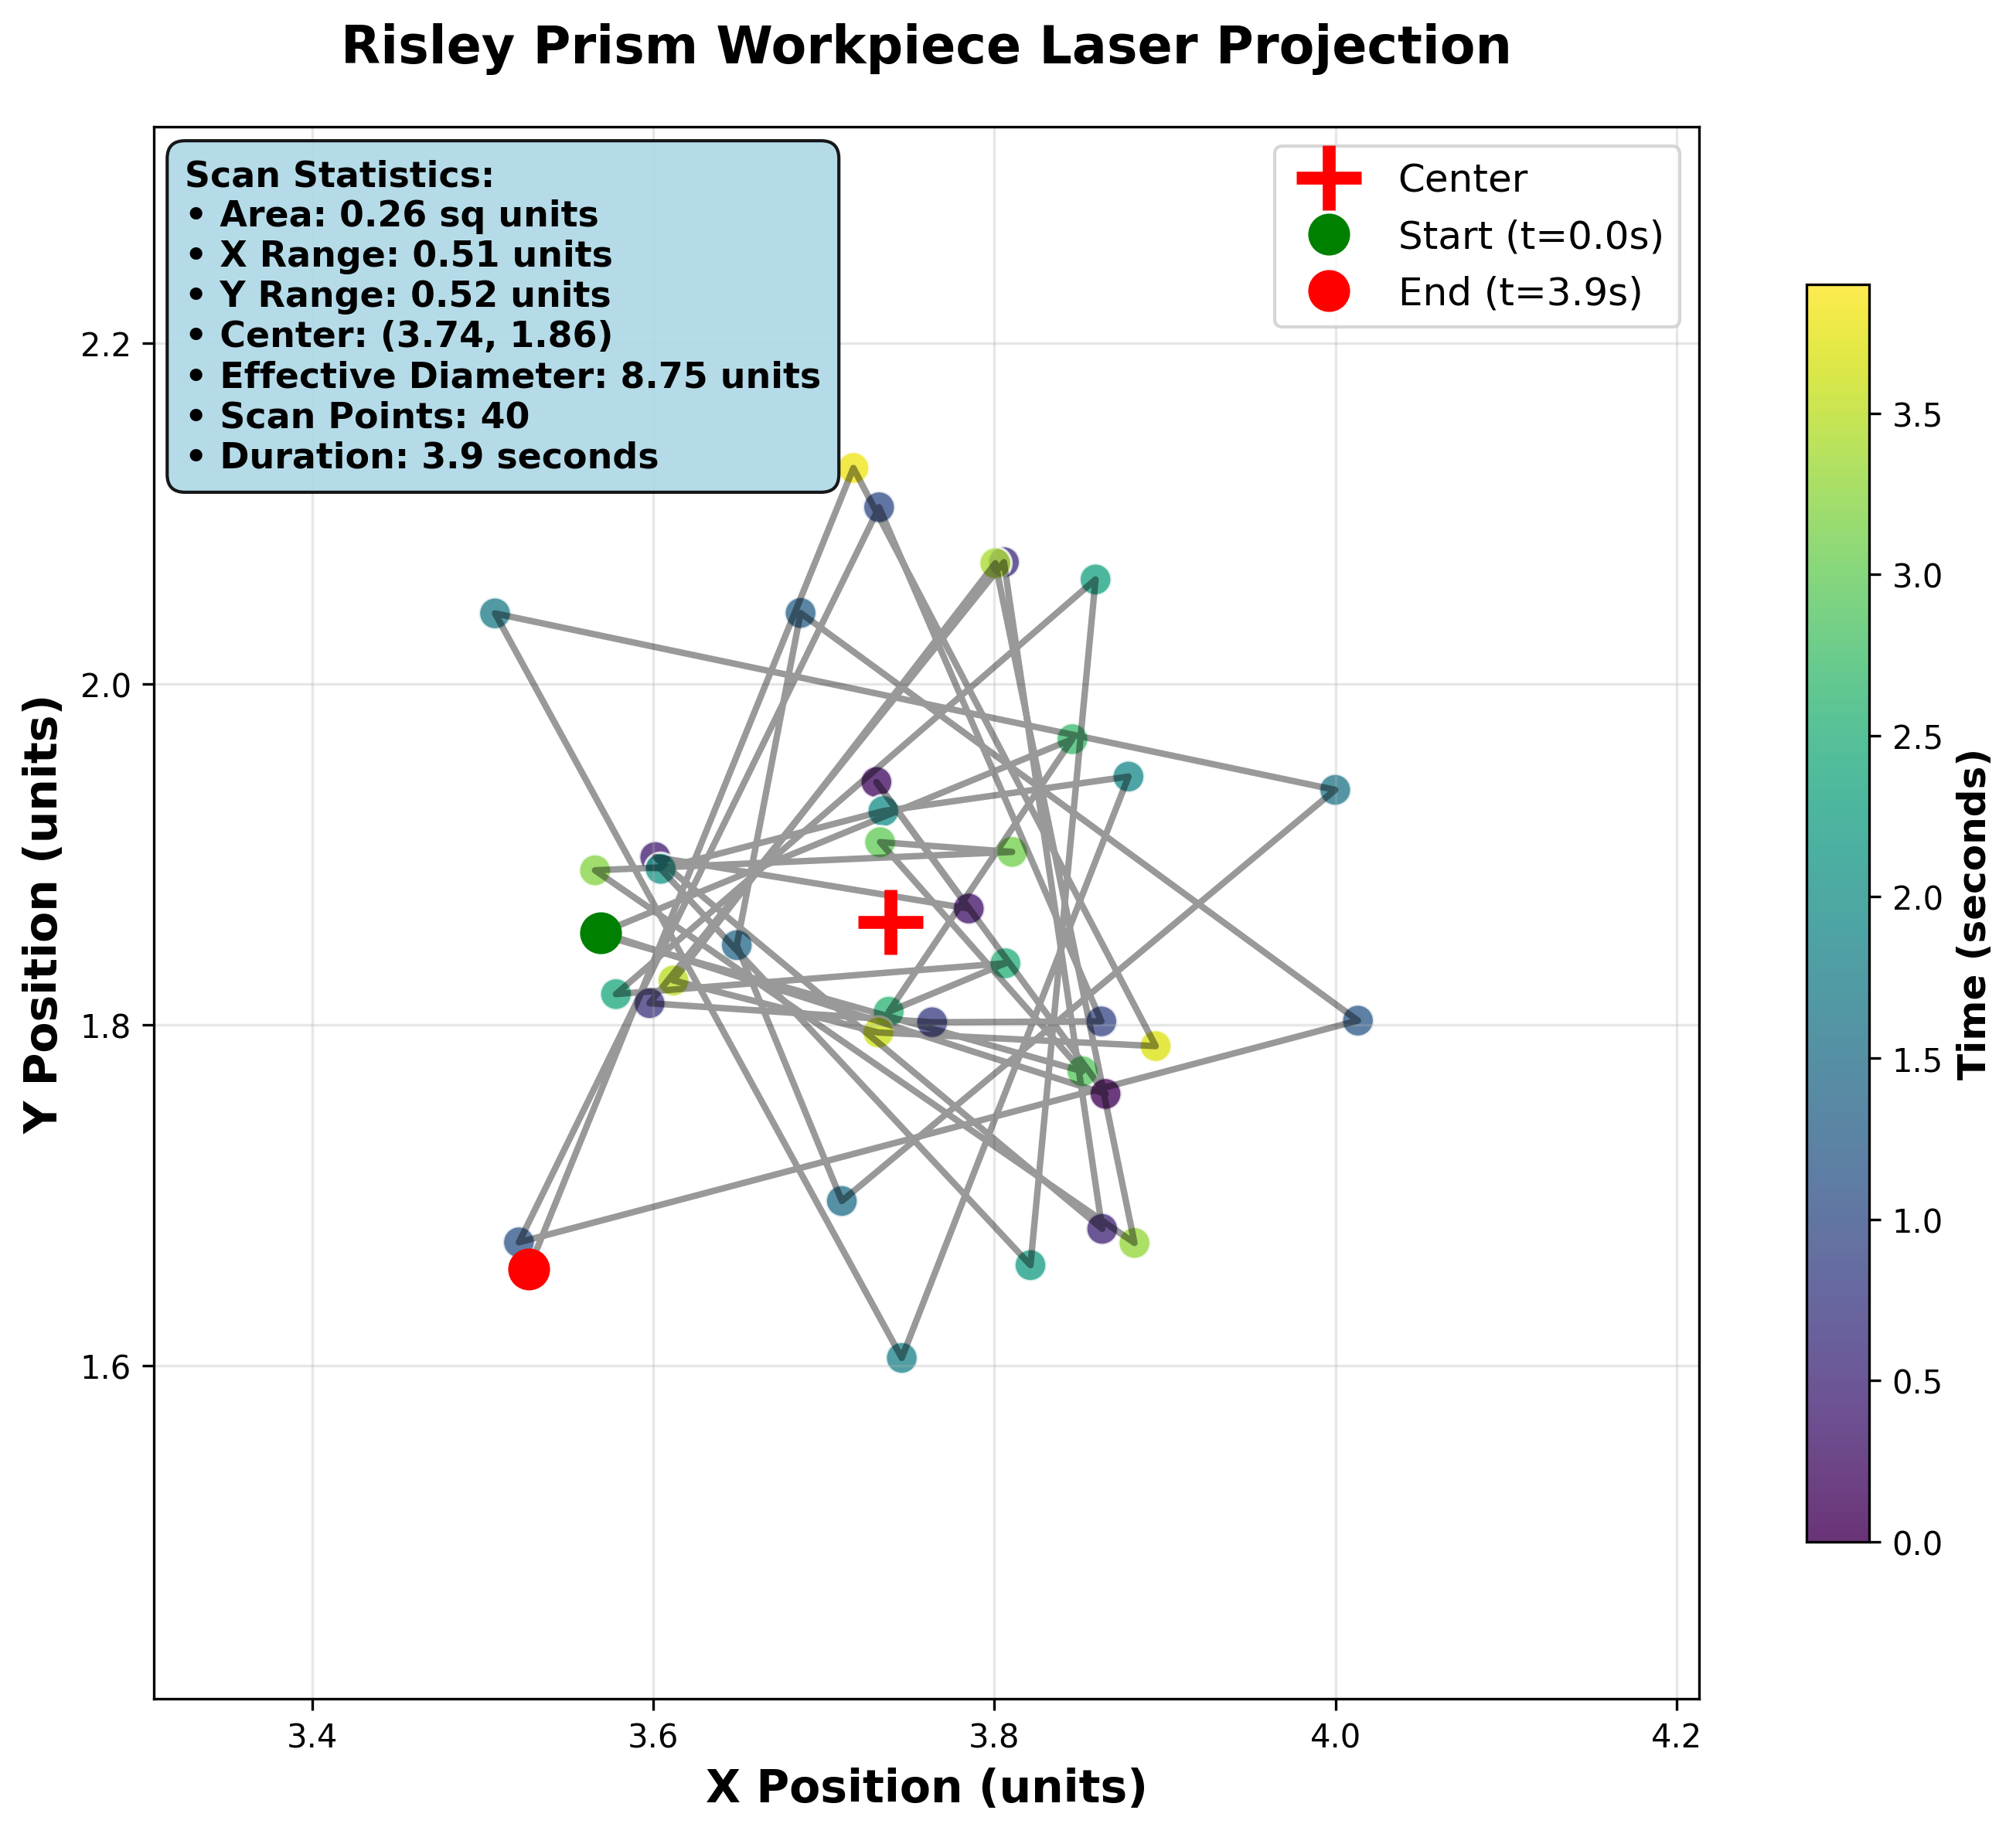 Risley Prism Workpiece Laser Projection
Scan Statistics:
• Area: 0.26 sq units
• X Range: 0.51 units
• Y Range: 0.52 units
• Center: (3.74, 1.86)
• Effective Diameter: 8.75 units
• Scan Points: 40
• Duration: 3.9 seconds
Center
Start (t=0.0s)
End (t=3.9s)
Y Position (units)
2.2
2.0
1.8
1.6
3.4
3.6
3.8
4.0
4.2
X Position (units)
3.5
3.0
2.5
2.0
1.5
1.0
0.5
0.0
Time (seconds)